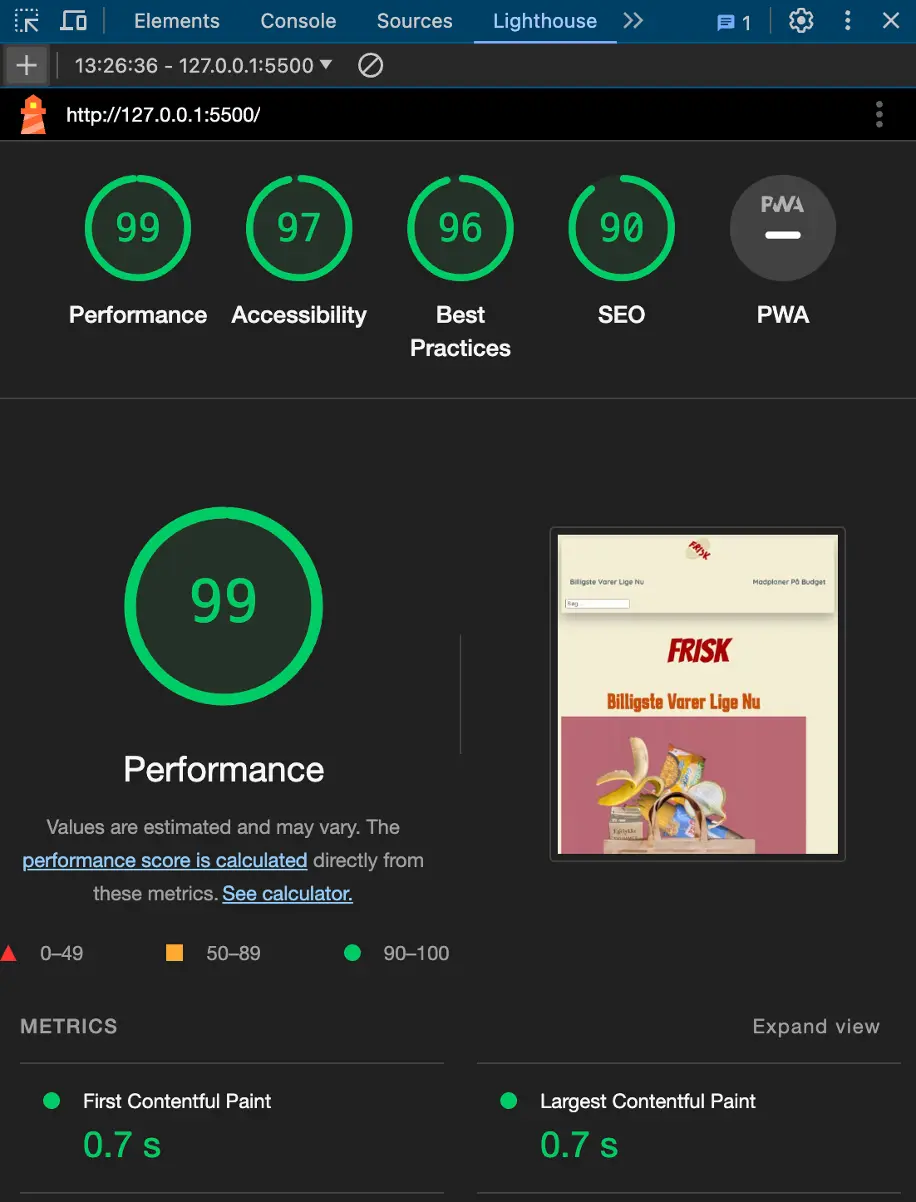 Elements Console Sources Lighthouse 1
13:26:36 - 127.0.0.1:5500
http://127.0.0.1:5500/
99 97 96 90 PWA
Performance Accessibility Best Practices SEO PWA
99
Performance
Values are estimated and may vary. The
performance score is calculated directly from
these metrics. See calculator.
FRISK
Billigste Varer Lige Nu Madplaner På Budget
Søg
FRISK
Billigste Varer Lige Nu
0–49 50–89 90–100
METRICS Expand view
First Contentful Paint
0.7 s
Largest Contentful Paint
0.7 s